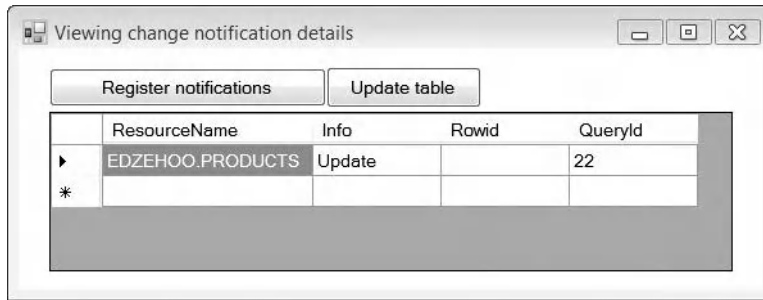 Viewing change notification details
Register notifications Update table
ResourceName Info Rowid QueryId
EDZEHOO.PRODUCTS Update 22